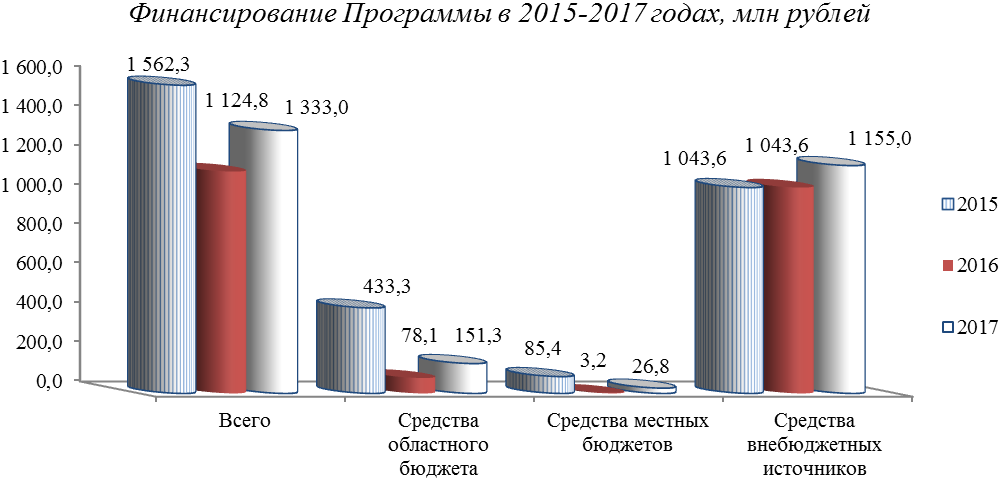 Финансирование Программы в 2015-2017 годах, млн рублей
1 600,0
1 400,0
1 200,0
1 000,0
800,0
600,0
400,0
200,0
0,0
1 562,3
1 124,8
1 333,0
433,3
78,1
151,3
85,4
3,2
26,8
1 043,6
1 043,6
1 155,0
Всего
Средства
областного
бюджета
Средства местных
бюджетов
Средства
внебюджетных
источников
2015
2016
2017